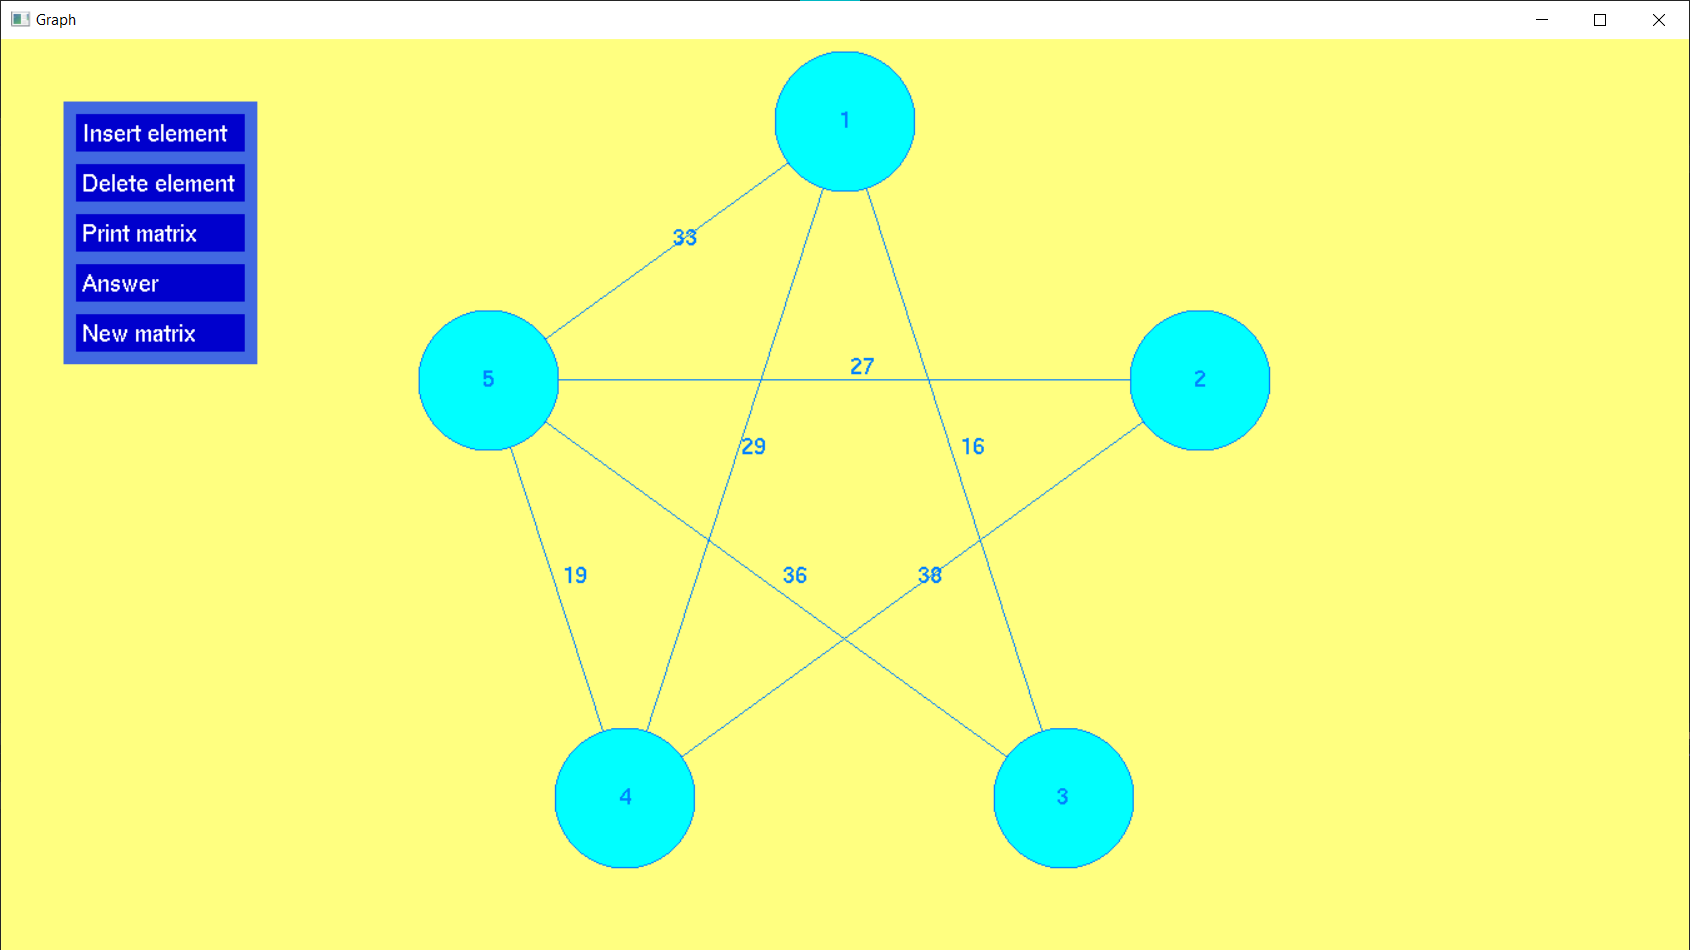 Graph
1
Insert element
Delete element
Print matrix
33
Answer
New matrix
27
5
2
29
16
19
36
4
3